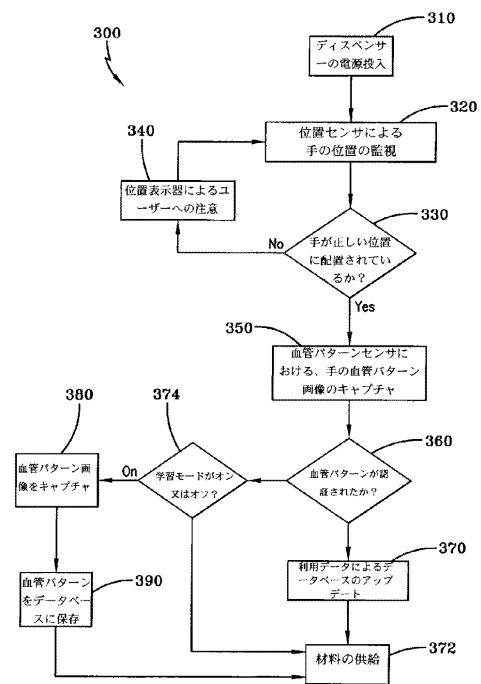 300
310
ディスペンサ
ーの電源投入
320
位置センサによる
手の位置の監視
340
位置表示器によるユ
ーザーへの注意
330
手が正しい位置
に配置されてい
るか?
No
Yes
350
血管パターンセンサに
おける、手の血管パターン
画像のキャプチャ
380
血管パターン画
像をキャプチャ
374
学習モードがオン
又はオフ?
On
360
血管パターンが認
証されたか?
370
利用データによるデー
タベースのアップ
デート
390
血管パターン
をデータベー
スに保存
372
材料の供給